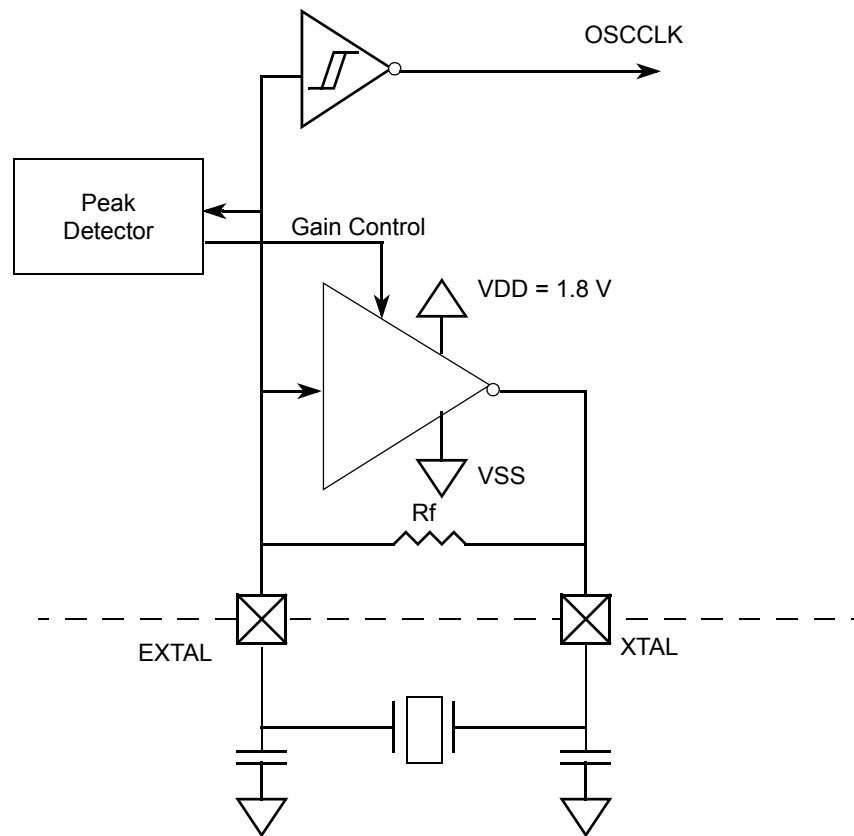 OSCCLK
Peak
Detector
Gain Control
VDD = 1.8 V
VSS
Rf
EXTAL
XTAL